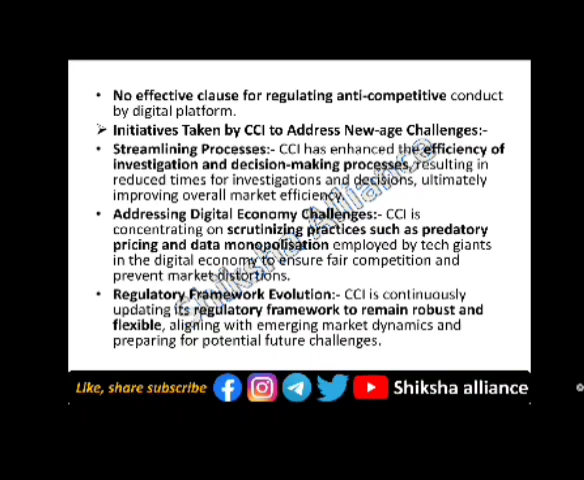 • No effective clause for regulating anti-competitive conduct
by digital platform.
➢ Initiatives Taken by CCI to Address New-age Challenges:-
• Streamlining Processes:- CCI has enhanced the efficiency of
investigation and decision-making processes, resulting in
reduced times for investigations and decisions, ultimately
improving overall market efficiency.
• Addressing Digital Economy Challenges:- CCI is
concentrating on scrutinizing practices such as predatory
pricing and data monopolisation employed by tech giants
in the digital economy to ensure fair competition and
prevent market distortions.
• Regulatory Framework Evolution:- CCI is continuously
updating its regulatory framework to remain robust and
flexible, aligning with emerging market dynamics and
preparing for potential future challenges.
Shiksha Alliance
Like, share subscribe Shiksha alliance